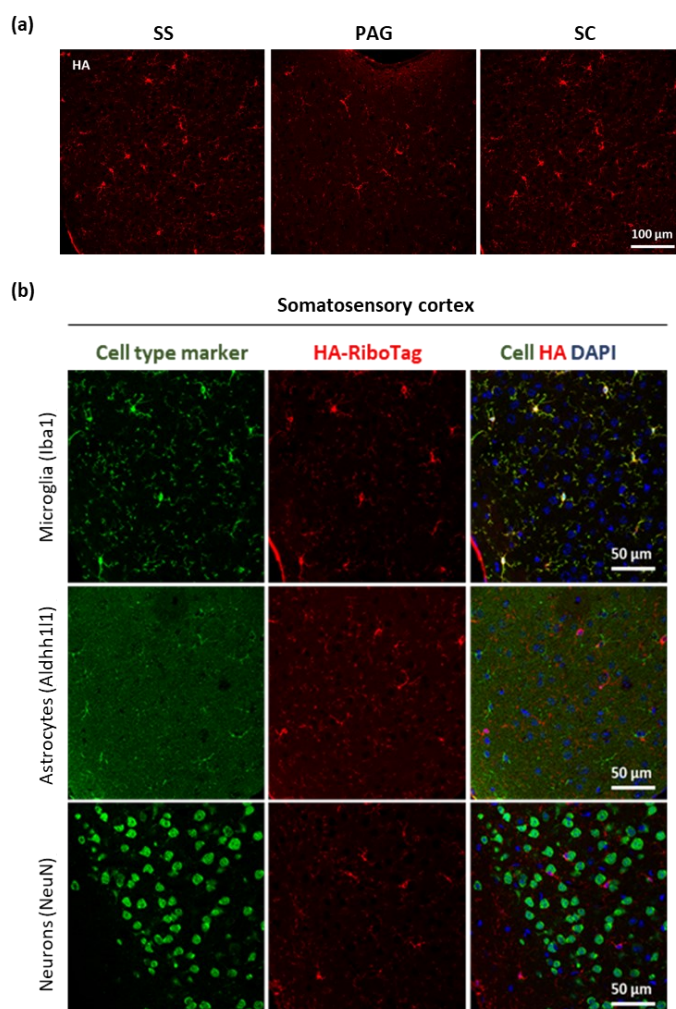 (a)
SS PAG SC
HA
100 μm
(b)
Somatosensory cortex
Cell type marker HA-RiboTag Cell HA DAPI
Microglia (Iba1)
50 μm
Astrocytes (Aldhh1l1)
50 μm
Neurons (NeuN)
50 μm